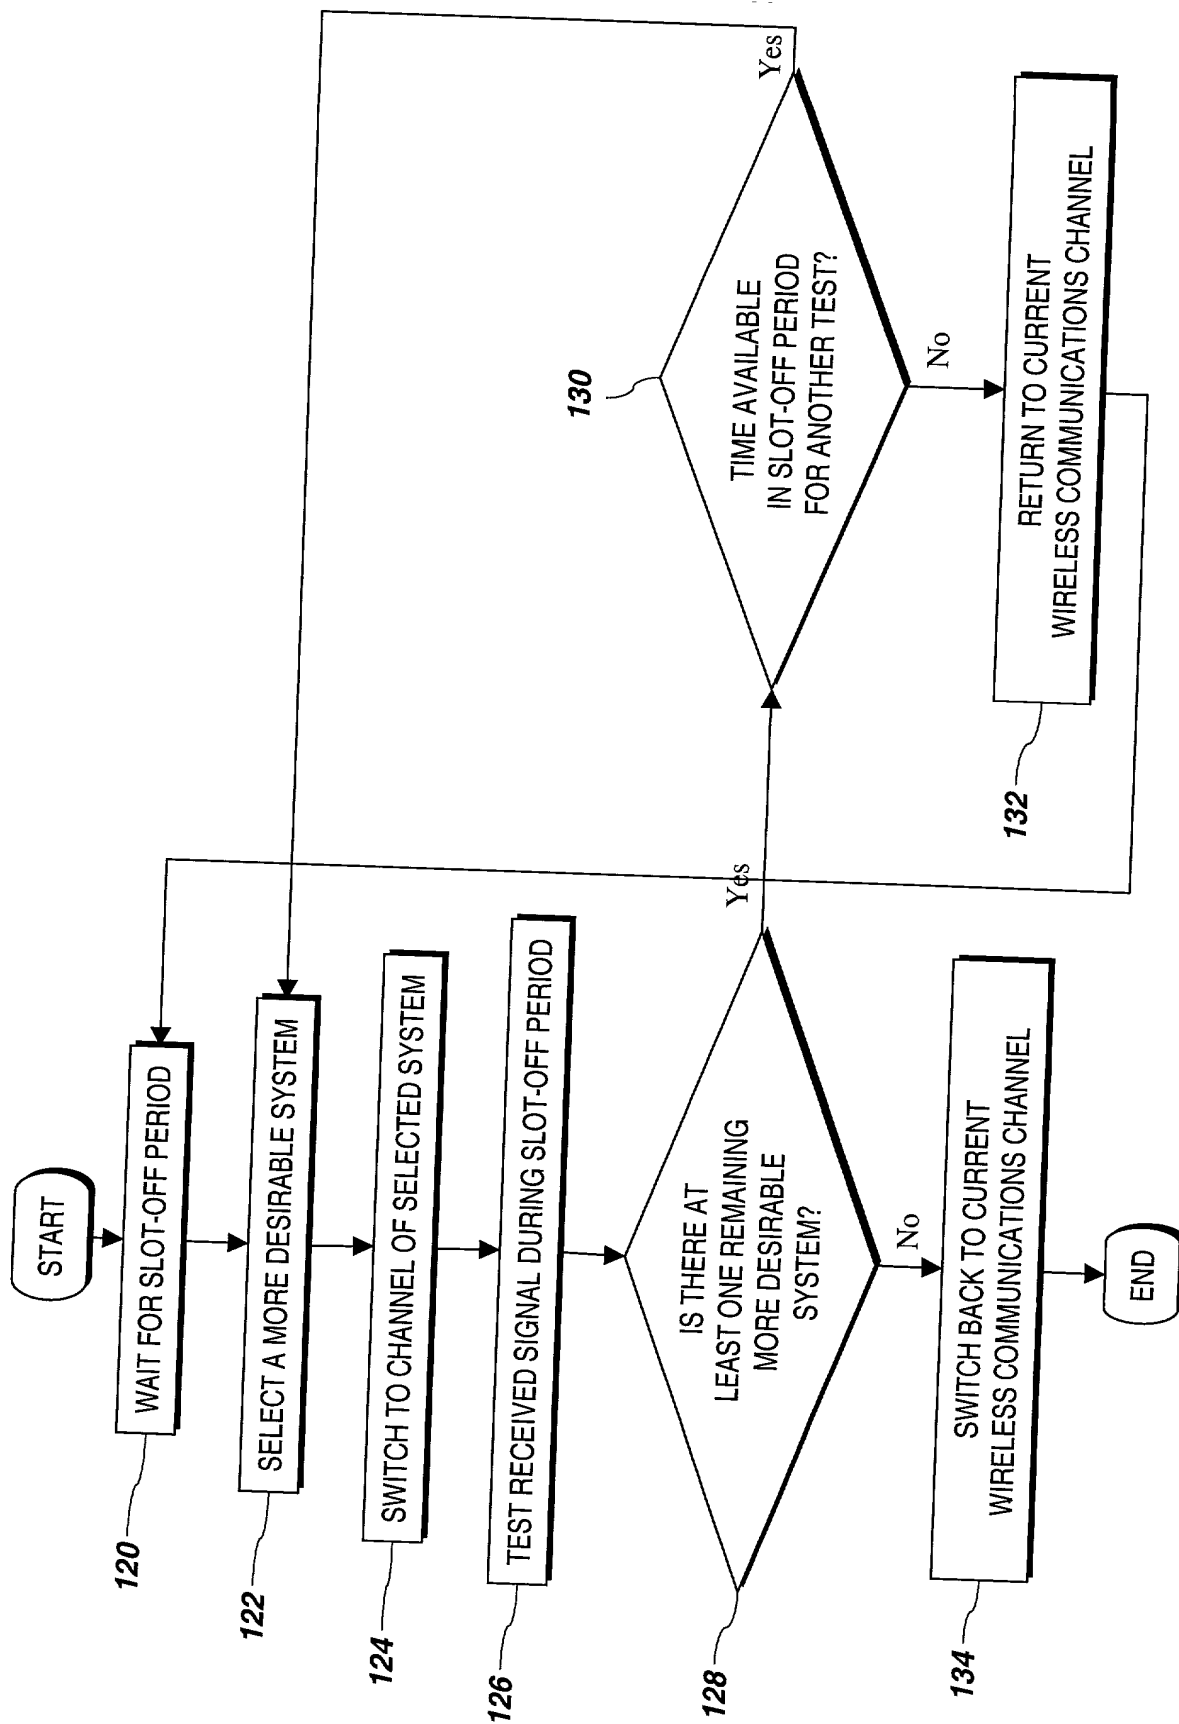 START
WAIT FOR SLOT-OFF PERIOD
120
SELECT A MORE DESIRABLE SYSTEM
122
SWITCH TO CHANNEL OF SELECTED SYSTEM
124
TEST RECEIVED SIGNAL DURING SLOT-OFF PERIOD
126
IS THERE AT
LEAST ONE REMAINING
MORE DESIRABLE
SYSTEM?
128
Yes
No
TIME AVAILABLE
IN SLOT-OFF PERIOD
FOR ANOTHER TEST?
130
Yes
No
RETURN TO CURRENT
WIRELESS COMMUNICATIONS CHANNEL
132
SWITCH BACK TO CURRENT
WIRELESS COMMUNICATIONS CHANNEL
134
END